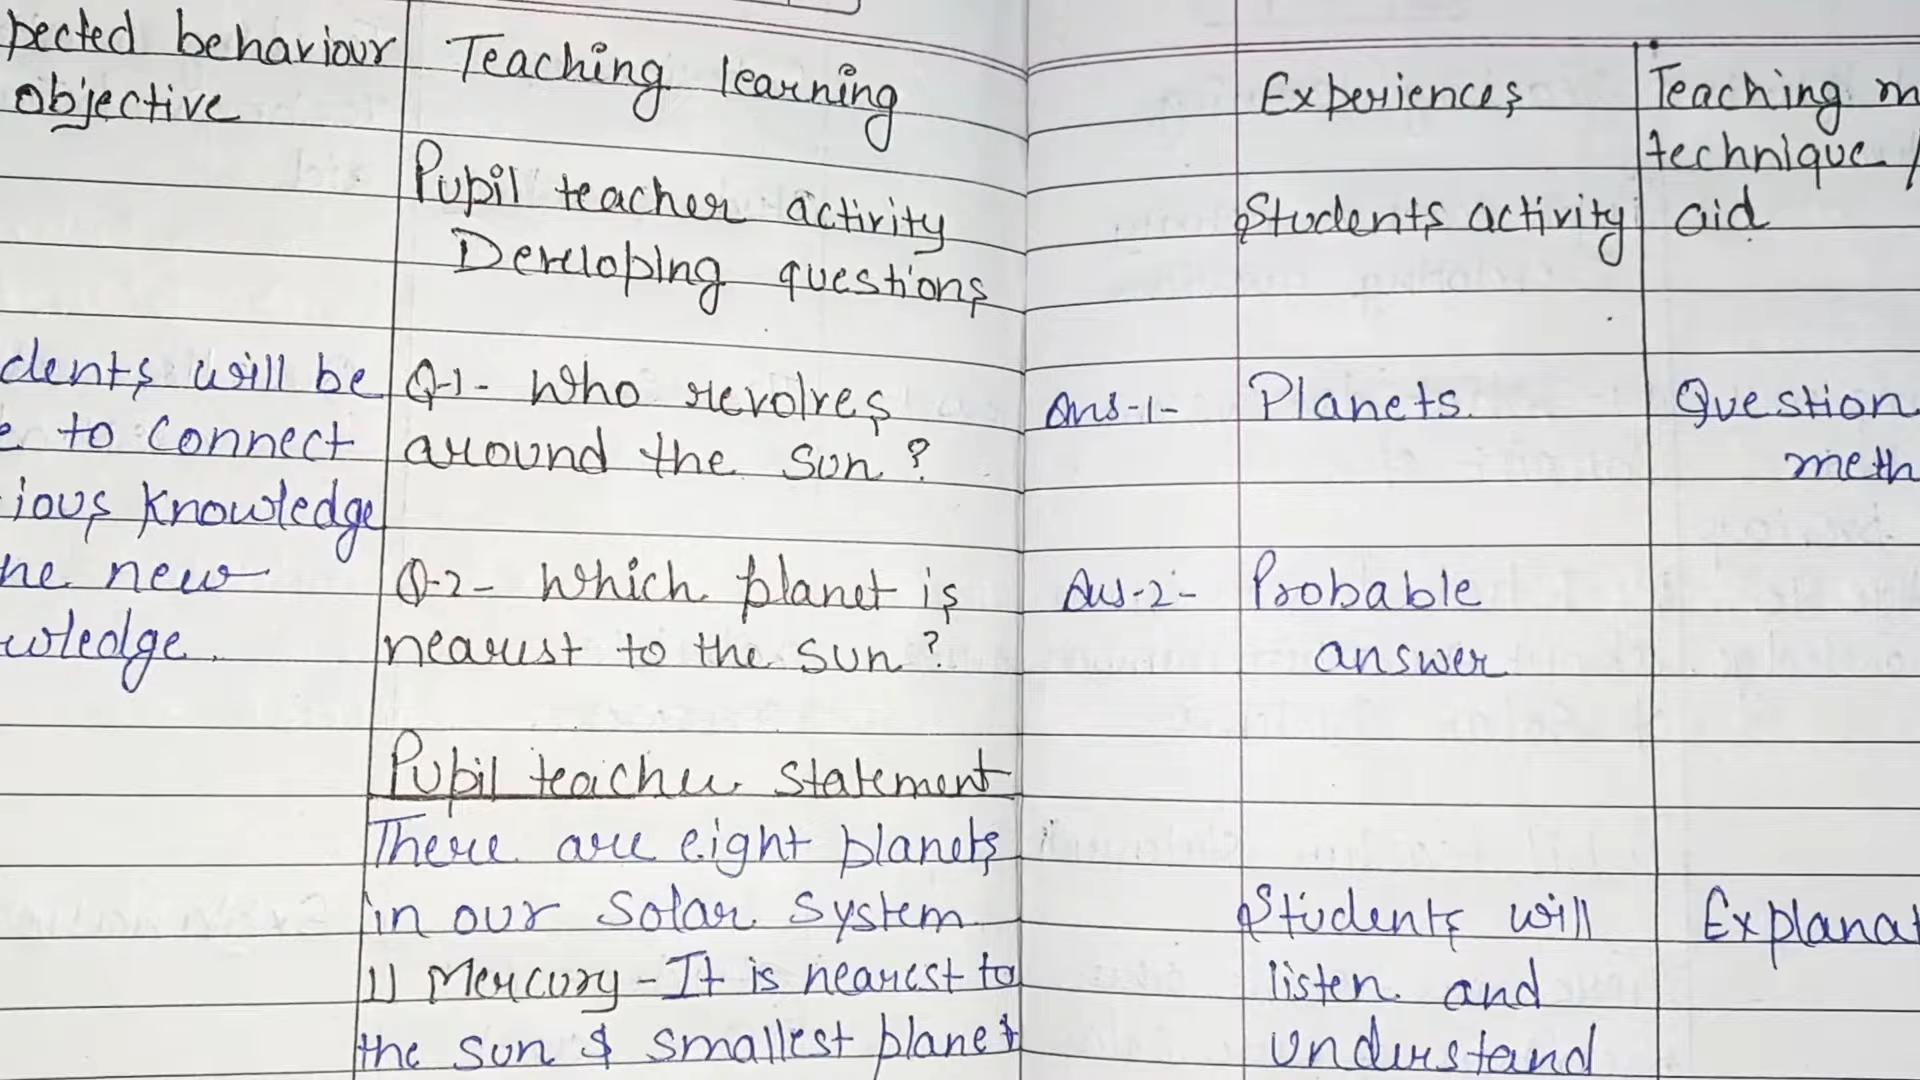 pected behaviour
objective
Teaching learning
Pupil teacher activity
Developing questions
Experiences
Students activity
Teaching m
technique /
aid
dents will be
e to connect
ious knowledge
he new
wledge.
Q-1- Who revolves
around the Sun ?
Ans-1- Planets.
Question
meth
Q-2- Which planet is
nearest to the sun ?
Ans-2- Probable
answer
Pupil teacher statement
There are eight planets
in our Solar System
1) Mercury - It is nearest to
the sun & smallest planet
Students will
listen and
understand
Explanat